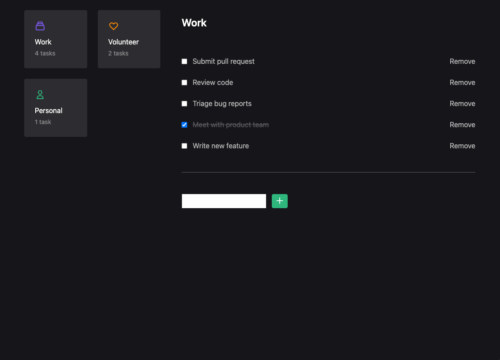 Work
4 tasks
Volunteer
2 tasks
Personal
1 task
Work
Submit pull request Remove
Review code Remove
Triage bug reports Remove
Meet with product team Remove
Write new feature Remove